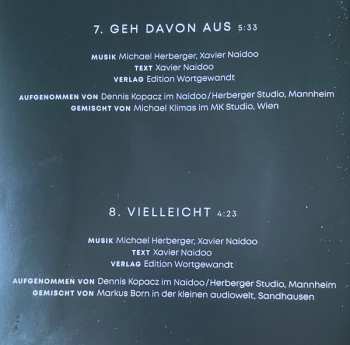 7. GEH DAVON AUS 5:33
MUSIK Michael Herberger, Xavier Naidoo
TEXT Xavier Naidoo
VERLAG Edition Wortgewandt
AUFGENOMMEN VON Dennis Kopacz im Naidoo/Herberger Studio, Mannheim
GEMISCHT VON Michael Klimas im MK Studio, Wien
8. VIELLEICHT 4:23
MUSIK Michael Herberger, Xavier Naidoo
TEXT Xavier Naidoo
VERLAG Edition Wortgewandt
AUFGENOMMEN VON Dennis Kopacz im Naidoo/Herberger Studio, Mannheim
GEMISCHT VON Markus Born in der kleinen audiowelt, Sandhausen